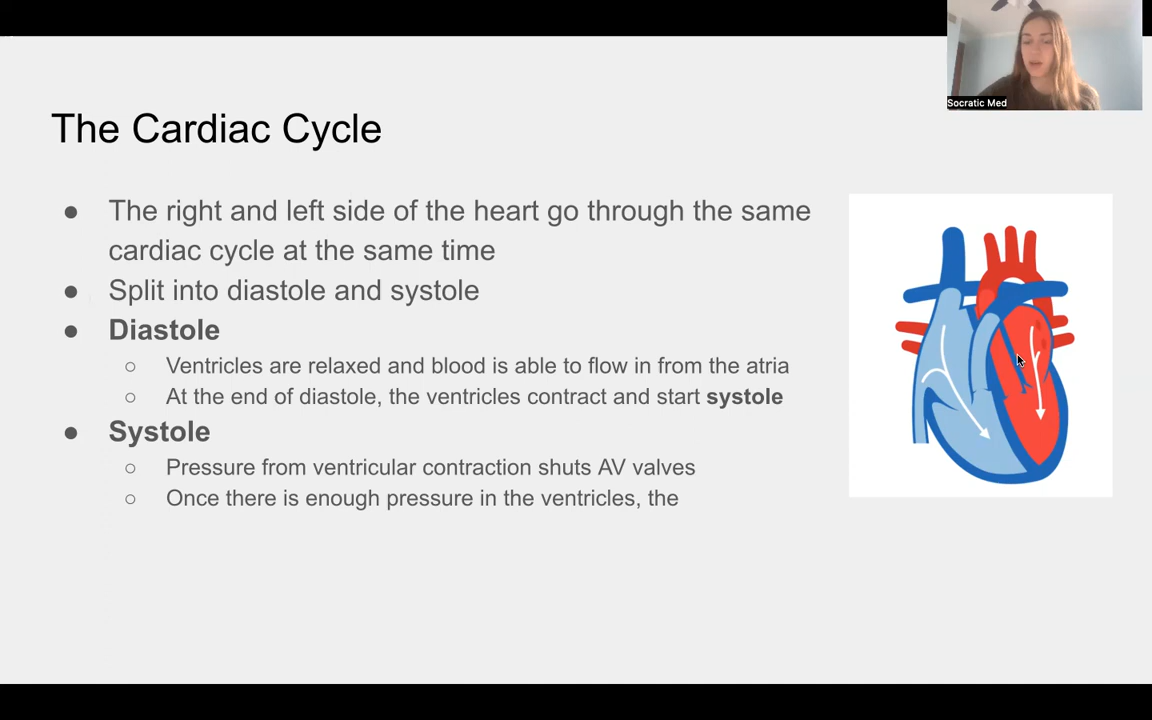 Socratic Med
The Cardiac Cycle
● The right and left side of the heart go through the same
cardiac cycle at the same time
● Split into diastole and systole
● Diastole
○ Ventricles are relaxed and blood is able to flow in from the atria
○ At the end of diastole, the ventricles contract and start systole
● Systole
○ Pressure from ventricular contraction shuts AV valves
○ Once there is enough pressure in the ventricles, the